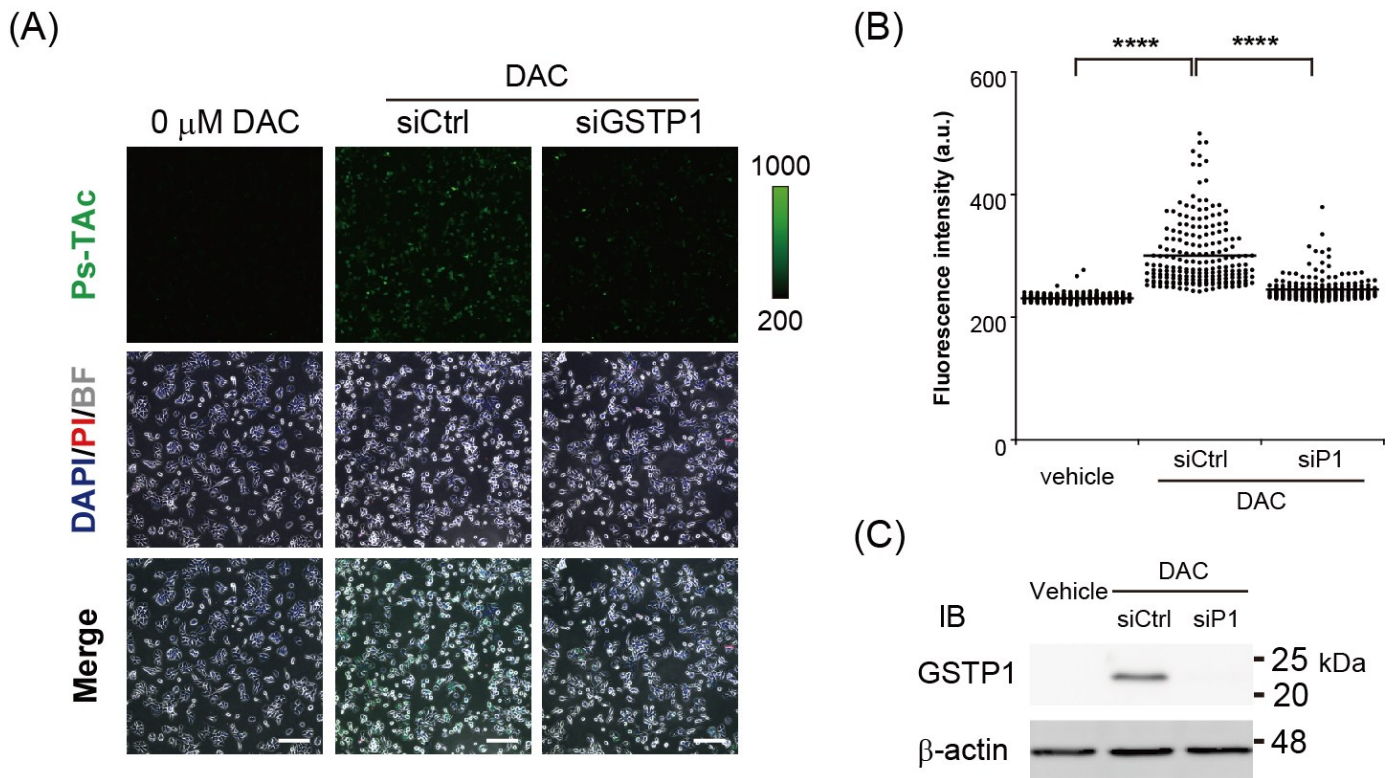 (A)
DAC
0 μM DAC
siCtrl
siGSTP1
Ps-TAc
1000
200
DAPI/PI/BF
Merge
(B)
****
****
600
400
200
0
Fluorescence intensity (a.u.)
vehicle
siCtrl
siP1
DAC
(C)
DAC
Vehicle
IB
siCtrl
siP1
GSTP1
25 kDa
20
β-actin
48